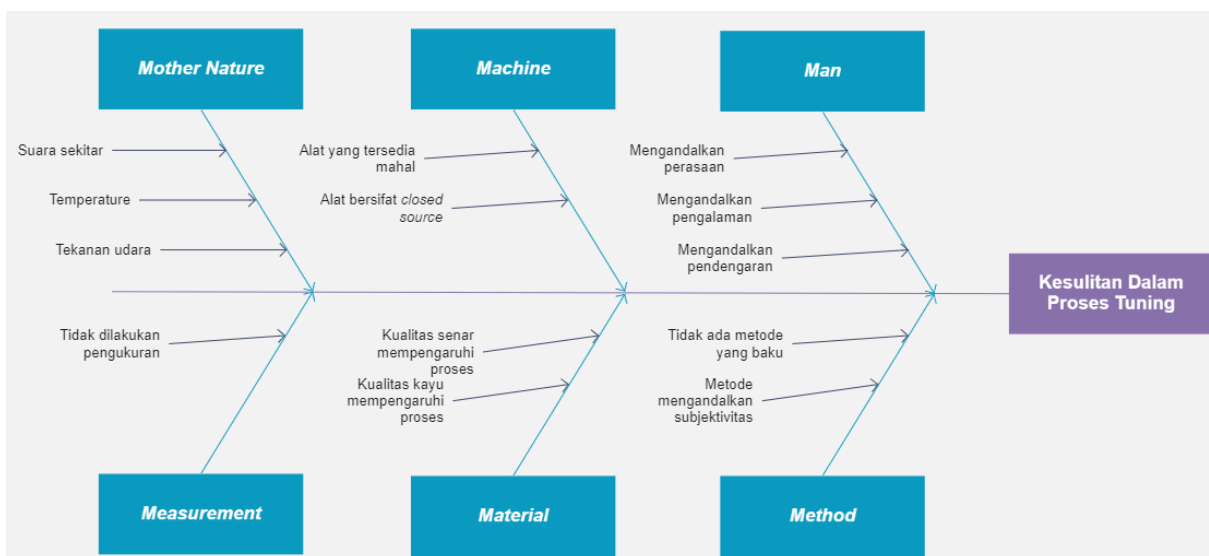 Mother Nature
Machine
Man
Suara sekitar
Temperature
Tekanan udara
Alat yang tersedia
mahal
Alat bersifat closed
source
Mengandalkan
perasaan
Mengandalkan
pengalaman
Mengandalkan
pendengaran
Kesulitan Dalam
Proses Tuning
Tidak dilakukan
pengukuran
Kualitas senar
mempengaruhi
proses
Kualitas kayu
mempengaruhi
proses
Tidak ada metode
yang baku
Metode
mengandalkan
subjektivitas
Measurement
Material
Method